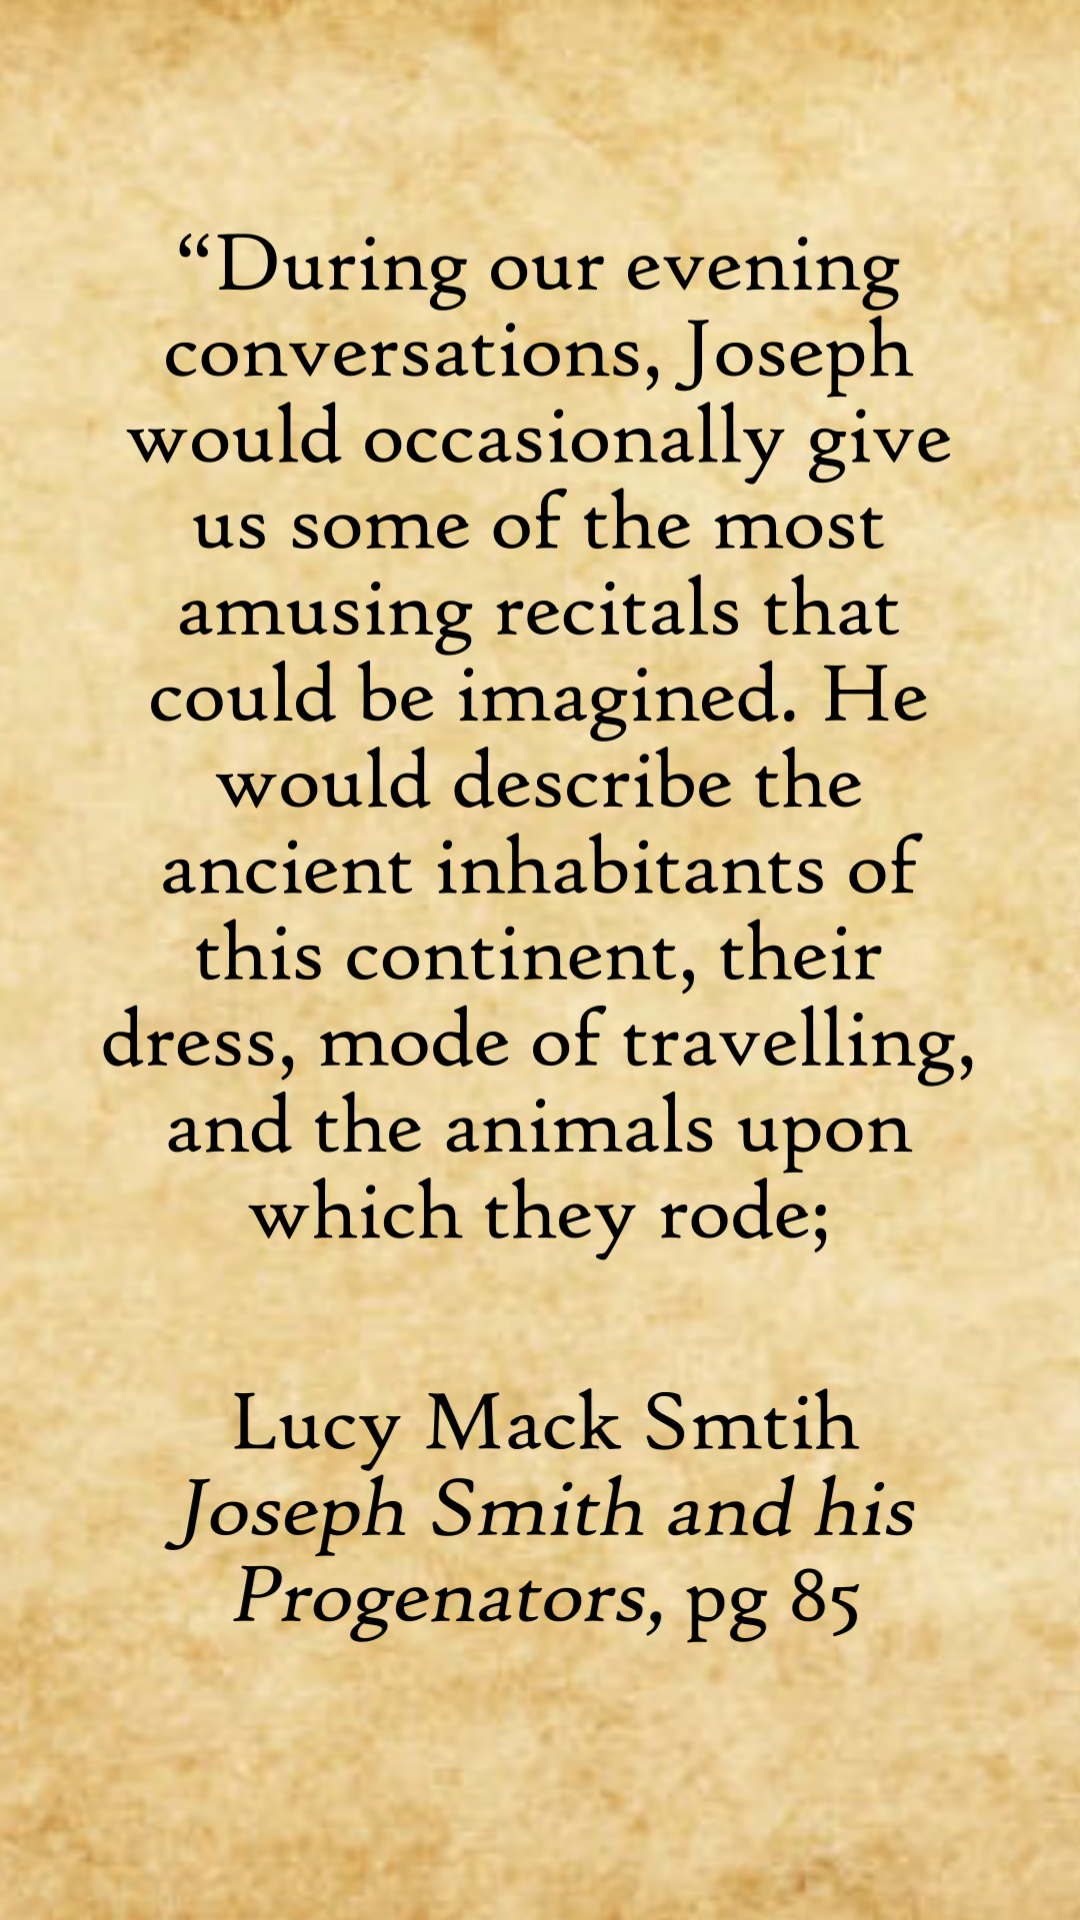 “During our evening
conversations, Joseph
would occasionally give
us some of the most
amusing recitals that
could be imagined. He
would describe the
ancient inhabitants of
this continent, their
dress, mode of travelling,
and the animals upon
which they rode;
Lucy Mack Smtih
Joseph Smith and his
Progenators, pg 85